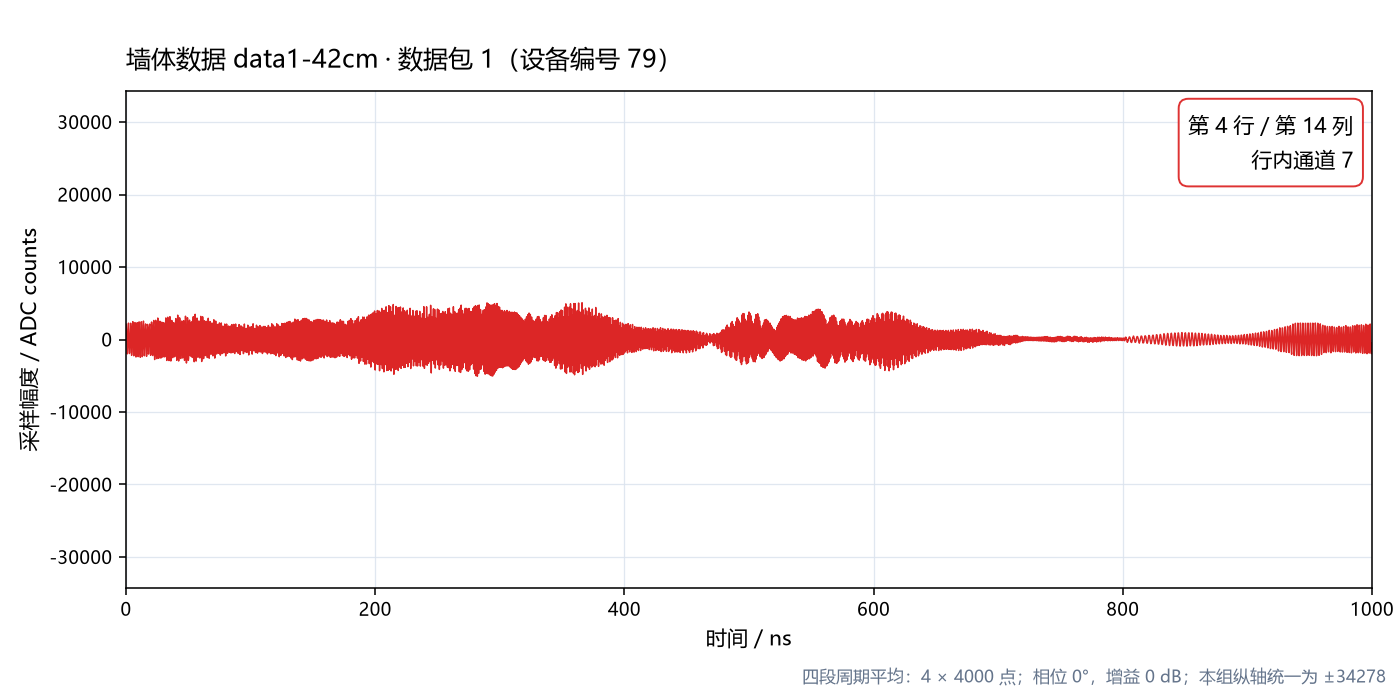 墙体数据 data1-42cm · 数据包 1（设备编号 79）
第 4 行 / 第 14 列
行内通道 7
采样幅度 / ADC counts
30000
20000
10000
0
-10000
-20000
-30000
0 200 400 600 800 1000
时间 / ns
四段周期平均：4 × 4000 点；相位 0°，增益 0 dB；本组纵轴统一为 ±34278